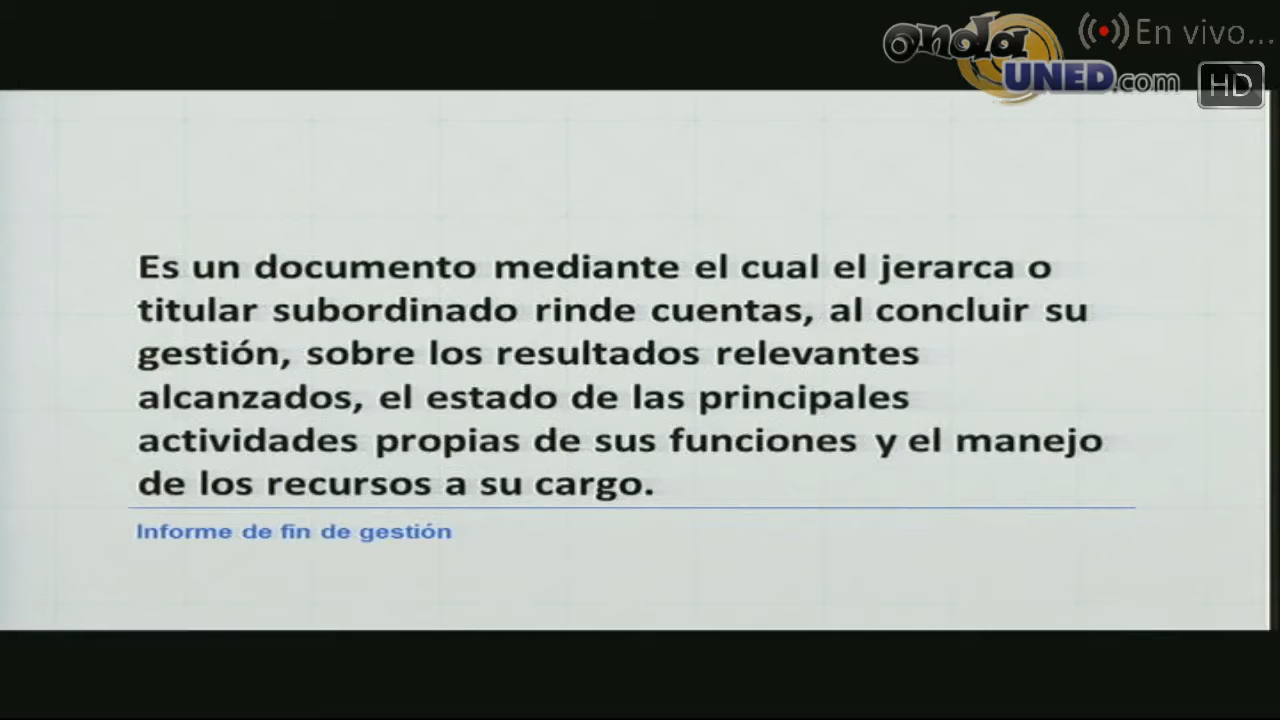 onda
UNED.com
En vivo...
HD
Es un documento mediante el cual el jerarca o
titular subordinado rinde cuentas, al concluir su
gestión, sobre los resultados relevantes
alcanzados, el estado de las principales
actividades propias de sus funciones y el manejo
de los recursos a su cargo.
Informe de fin de gestión